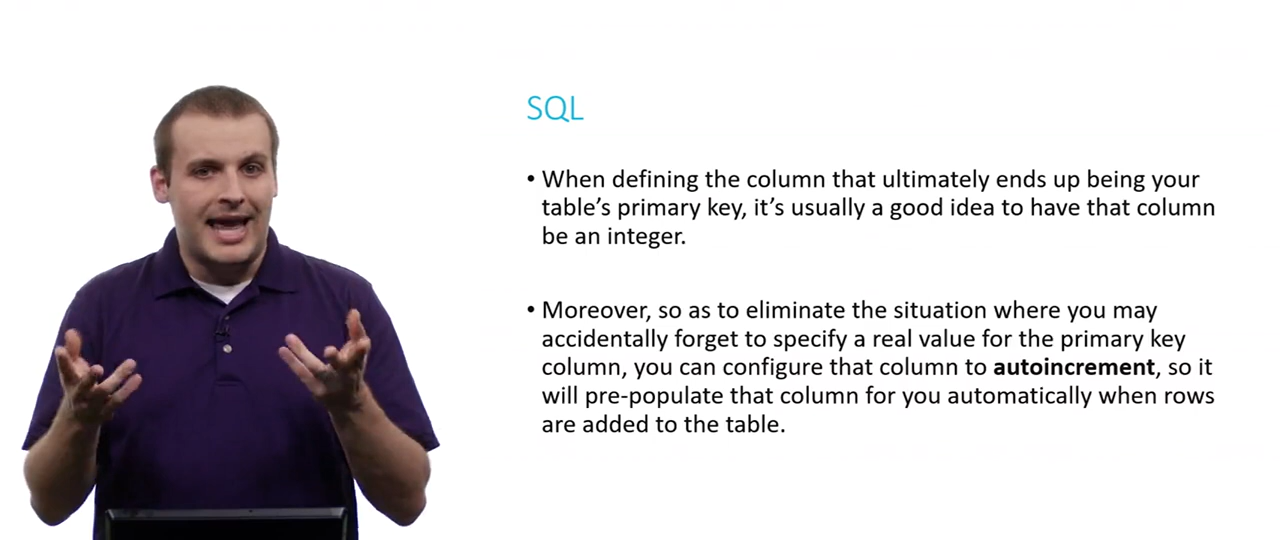 SQL
• When defining the column that ultimately ends up being your
table’s primary key, it’s usually a good idea to have that column
be an integer.
• Moreover, so as to eliminate the situation where you may
accidentally forget to specify a real value for the primary key
column, you can configure that column to autoincrement, so it
will pre-populate that column for you automatically when rows
are added to the table.